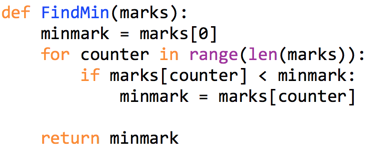 def FindMin(marks):
    minmark = marks[0]
    for counter in range(len(marks)):
        if marks[counter] < minmark:
            minmark = marks[counter]

    return minmark